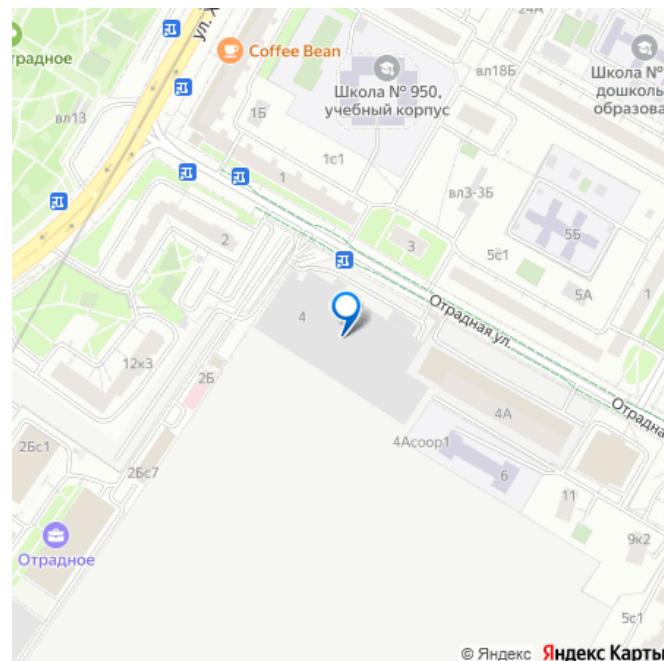 24А
ул.
Coffee Bean
традное
вл18Б
Школа №
дошколь
образова
Школа № 950,
учебный корпус
вл13
1Б
1с1
1
вл3-3Б
2
3
5Б
5с1
5А
1
4
Отрадная ул.
12к3
2Б
4А
Отрадна
4Асоор1
2Бс1
2Бс7
6
11
9к2
Отрадное
5с1
© Яндекс Яндекс Карты